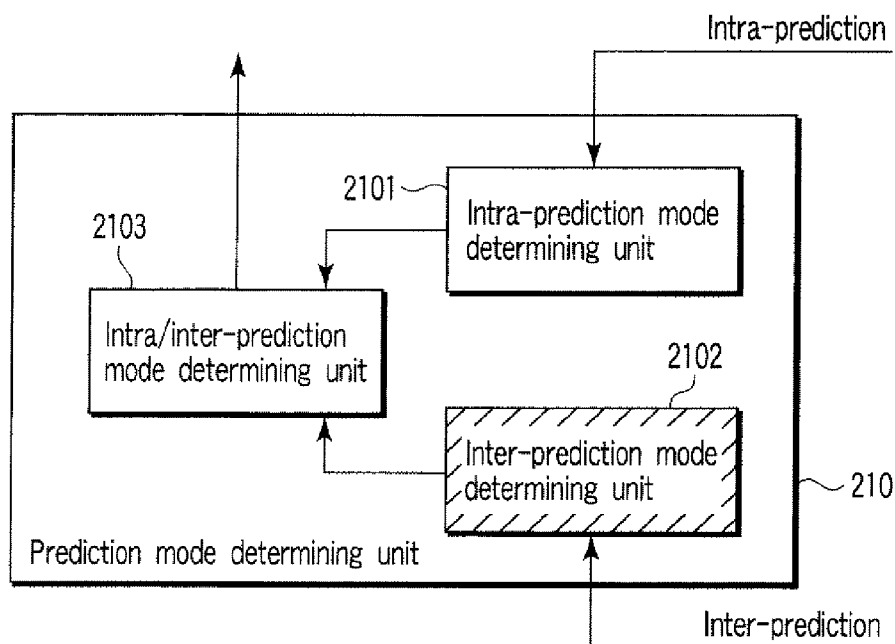 Intra-prediction
2101
Intra-prediction mode
determining unit
2103
Intra/inter-prediction
mode determining unit
2102
Inter-prediction mode
determining unit
210
Prediction mode determining unit
Inter-prediction